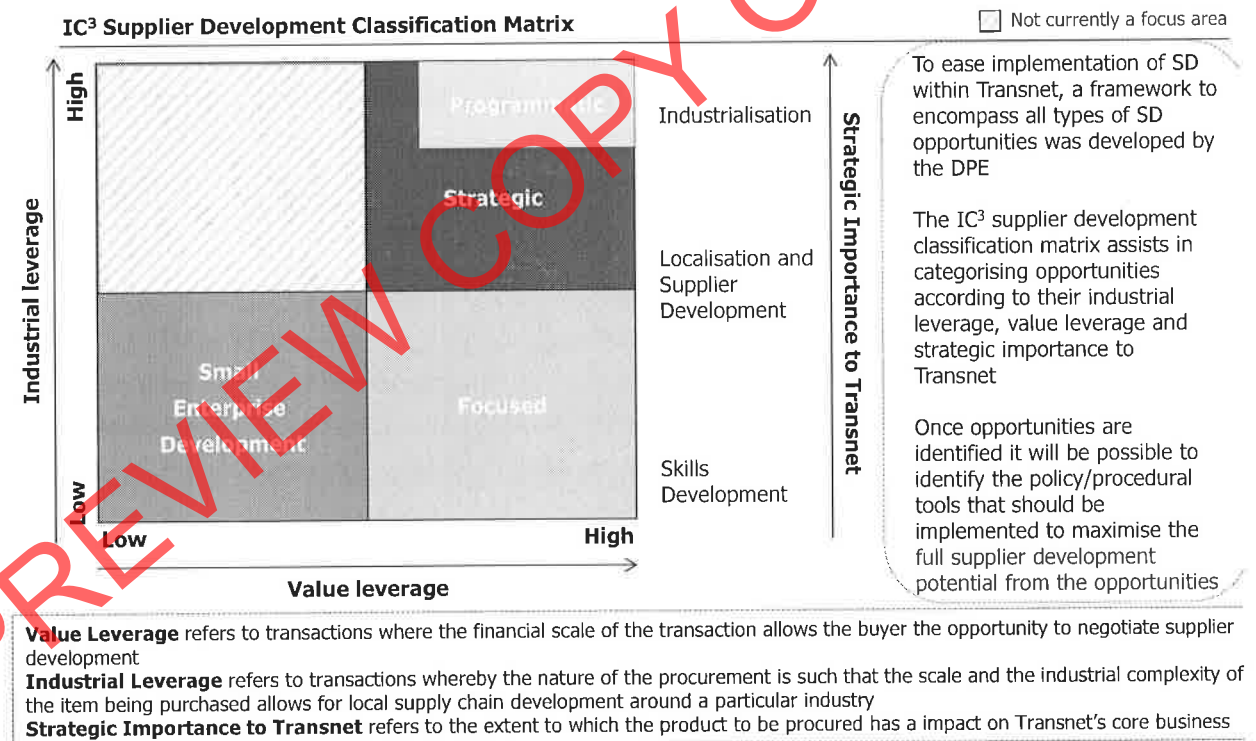 IC³ Supplier Development Classification Matrix
Not currently a focus area
High
Industrial leverage
Low
Programmatic
Strategic
Small
Enterprise
Development
Focused
Low
High
Value leverage
Industrialisation
Localisation and
Supplier
Development
Skills
Development
Strategic Importance to Transnet
To ease implementation of SD
within Transnet, a framework to
encompass all types of SD
opportunities was developed by
the DPE
The IC³ supplier development
classification matrix assists in
categorising opportunities
according to their industrial
leverage, value leverage and
strategic importance to
Transnet
Once opportunities are
identified it will be possible to
identify the policy/procedural
tools that should be
implemented to maximise the
full supplier development
potential from the opportunities
Value Leverage refers to transactions where the financial scale of the transaction allows the buyer the opportunity to negotiate supplier
development
Industrial Leverage refers to transactions whereby the nature of the procurement is such that the scale and the industrial complexity of
the item being purchased allows for local supply chain development around a particular industry
Strategic Importance to Transnet refers to the extent to which the product to be procured has a impact on Transnet's core business
PREVIEW COPY O